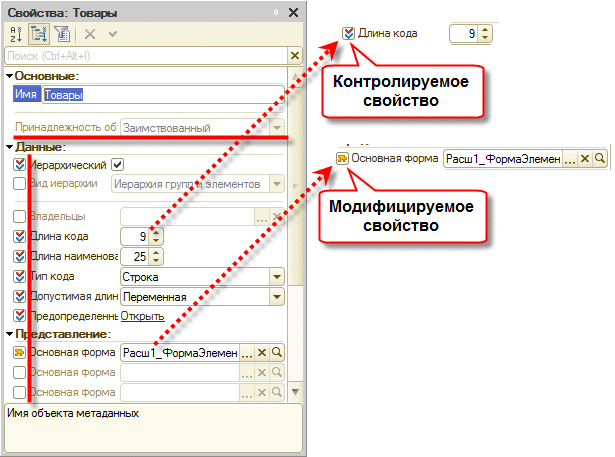 Свойства: Товары
Поиск (Ctrl+Alt+I)
Основные:
Имя Товары
Принадлежность об Заимствованный
Данные:
Иерархический
Вид иерархии Иерархия групп и элементов
Владельцы
Длина кода 9
Длина наименова 25
Тип кода Строка
Допустимая длин Переменная
Предопределенны Открыть
Представление:
Основная форма Расш1_ФормаЭлемен
Основная форма
Основная форма
Имя объекта метаданных
Длина кода 9
Контролируемое
свойство
Основная форма Расш1_ФормаЭлемен
Модифицируемое
свойство